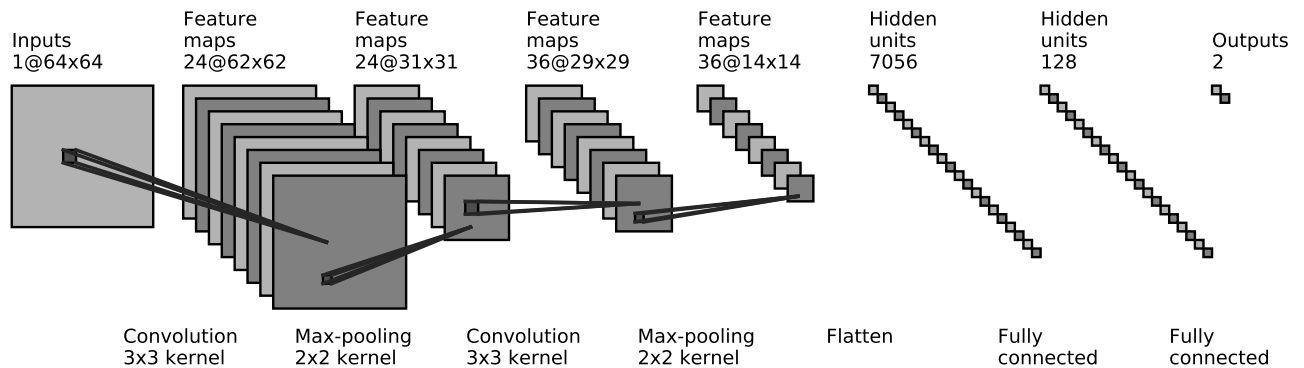 Inputs
1@64x64
Feature
maps
24@62x62
Feature
maps
24@31x31
Feature
maps
36@29x29
Feature
maps
36@14x14
Hidden
units
7056
Hidden
units
128
Outputs
2
Convolution
3x3 kernel
Max-pooling
2x2 kernel
Convolution
3x3 kernel
Max-pooling
2x2 kernel
Flatten
Fully
connected
Fully
connected